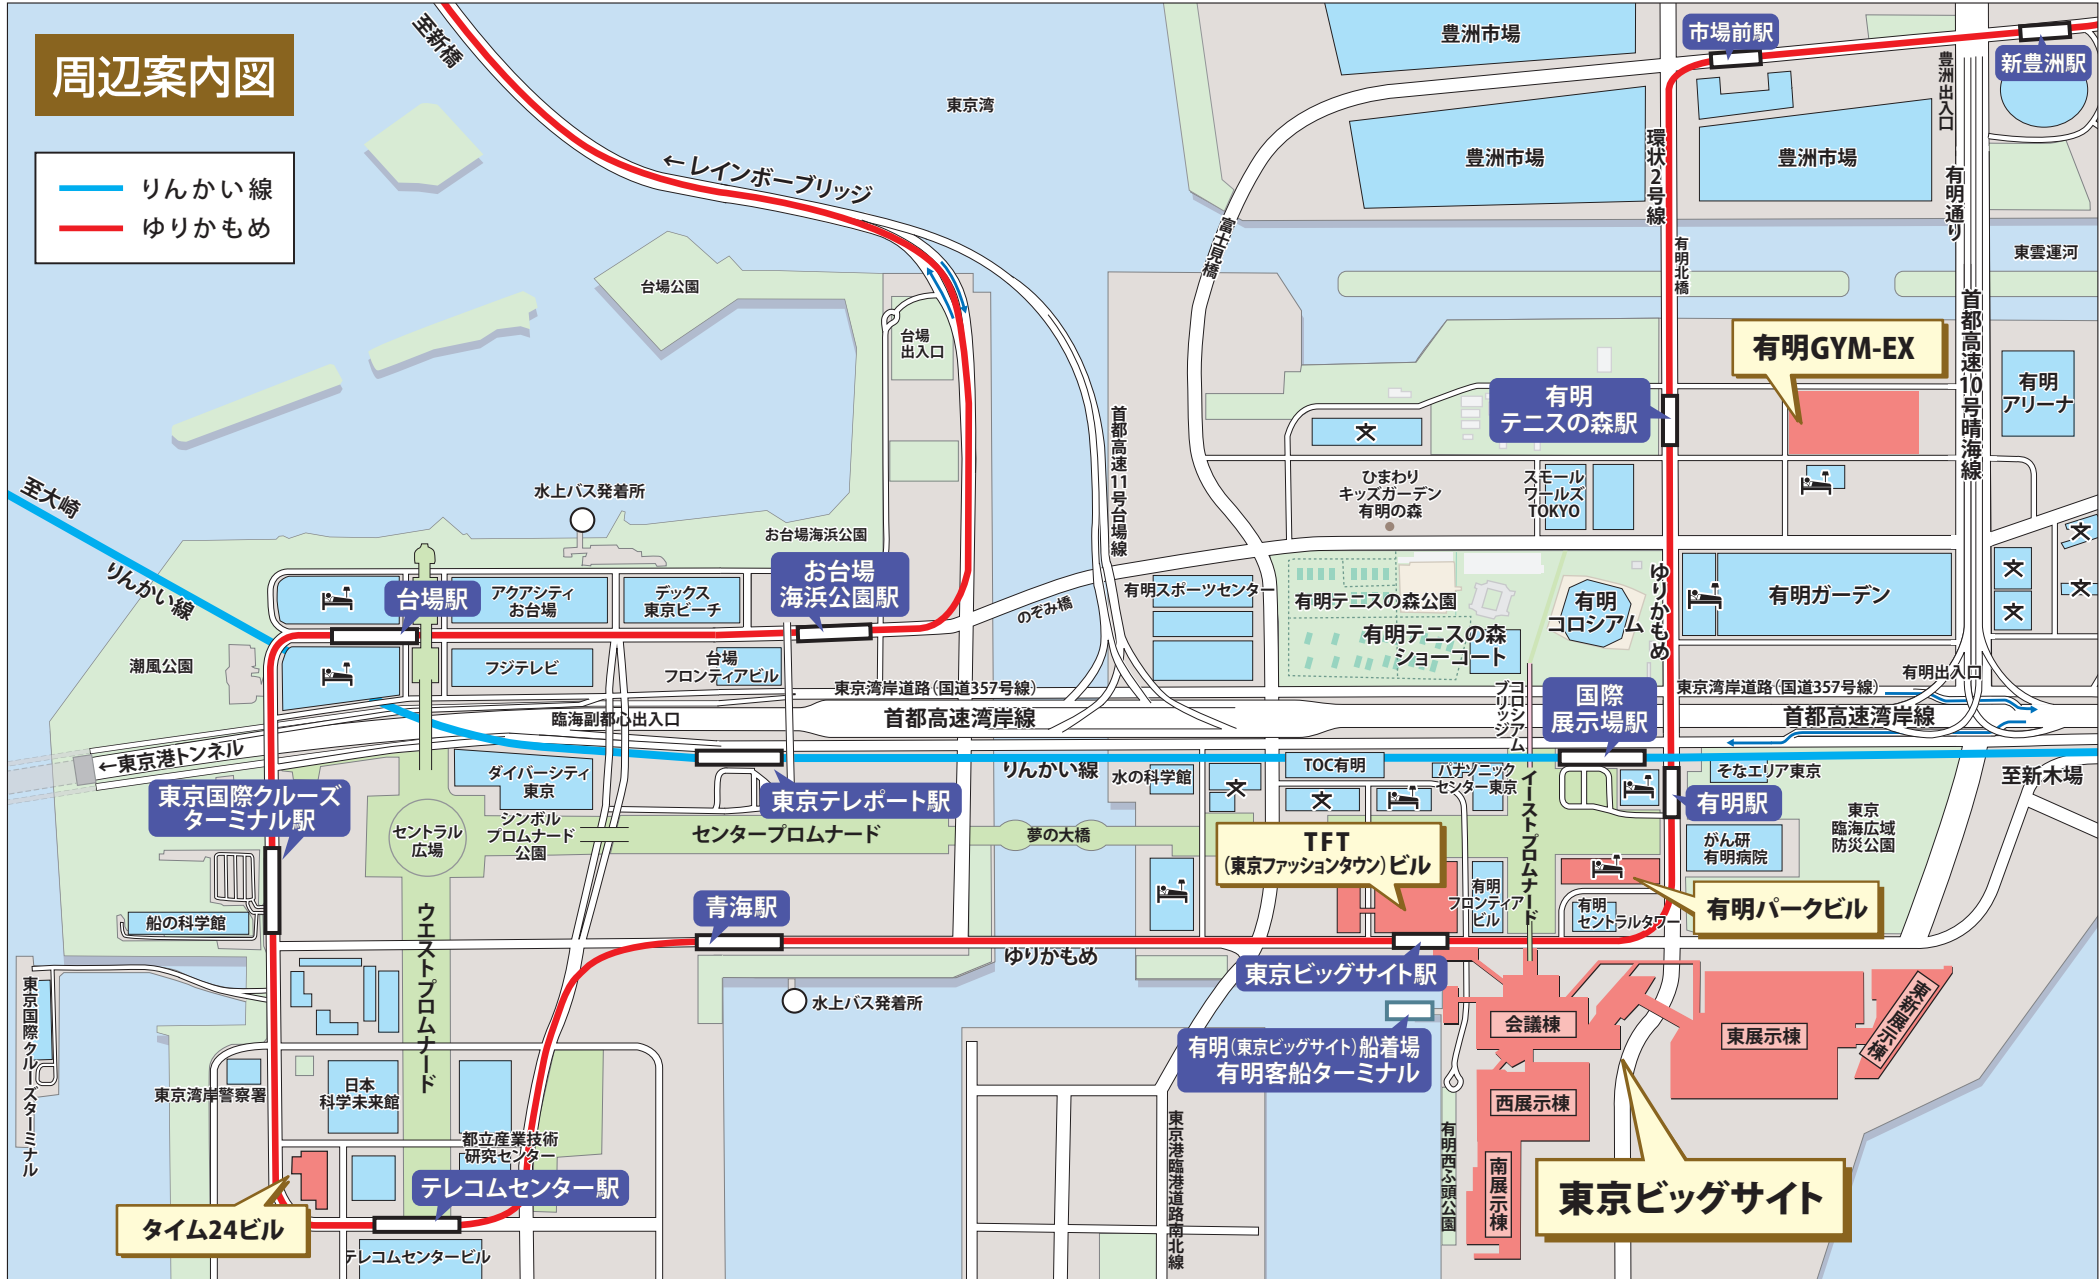 周辺案内図
りんかい線
ゆりかもめ
至新橋
←レインボーブリッジ
東京湾
豊洲市場
市場前駅
新豊洲駅
豊洲出入口
豊洲市場
豊洲市場
環状2号線
有明通り
富士見橋
有明北橋
東雲運河
台場公園
台場
出入口
首都高速10号晴海線
有明GYM-EX
有明
アリーナ
有明
テニスの森駅
首都高速11号台場線
至大崎
りんかい線
水上バス発着所
お台場海浜公園
ひまわり
キッズガーデン
有明の森
スモール
ワールズ
TOKYO
お台場
海浜公園駅
台場駅
アクアシティ
お台場
デックス
東京ビーチ
のぞみ橋
有明スポーツセンター
有明テニスの森公園
有明テニスの森
ショーコート
有明
コロシアム
ゆりかもめ
有明ガーデン
潮風公園
フジテレビ
台場
フロンティアビル
東京湾岸道路(国道357号線)
コロシアム
ブリッジ
国際
展示場駅
東京湾岸道路(国道357号線)
有明出入口
臨海副都心出入口
首都高速湾岸線
首都高速湾岸線
←東京港トンネル
ダイバーシティ
東京
りんかい線
水の科学館
TOC有明
パナソニック
センター東京
そなエリア東京
至新木場
東京国際クルーズ
ターミナル駅
東京テレポート駅
イーストプロムナード
有明駅
セントラル
広場
シンボル
プロムナード
公園
センタープロムナード
夢の大橋
TFT
(東京ファッションタウン)ビル
がん研
有明病院
東京
臨海広域
防災公園
船の科学館
ウエストプロムナード
青海駅
有明
フロンティア
ビル
有明
セントラルタワー
有明パークビル
ゆりかもめ
東京ビッグサイト駅
東京国際クルーズターミナル
水上バス発着所
有明(東京ビッグサイト)船着場
有明客船ターミナル
会議棟
東展示棟
東新展示棟
東京湾岸警察署
日本
科学未来館
西展示棟
都立産業技術
研究センター
東京港臨港道路南北線
有明西ふ頭公園
南展示棟
テレコムセンター駅
東京ビッグサイト
タイム24ビル
テレコムセンタービル